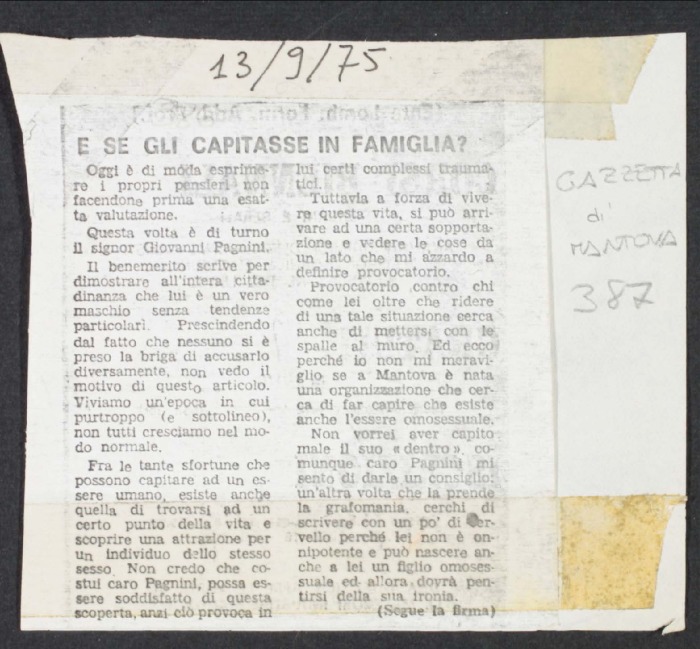 13/9/75
E SE GLI CAPITASSE IN FAMIGLIA?
Oggi è di moda esprime-
re i propri pensieri non
facendone prima una esat-
ta valutazione.
Questa volta è di turno
il signor Giovanni Pagnini.
Il benemerito scrive per
dimostrare all'intera citta-
dinanza che lui è un vero
maschio senza tendenze
particolari. Prescindendo
dal fatto che nessuno si è
preso la briga di accusarlo
diversamente, non vedo il
motivo di questo articolo.
Viviamo un'epoca in cui
purtroppo (e sottolineo),
non tutti cresciamo nel mo-
do normale.
Fra le tante sfortune che
possono capitare ad un es-
sere umano, esiste anche
quella di trovarsi ad un
certo punto della vita e
scoprire una attrazione per
un individuo dello stesso
sesso. Non credo che co-
stui caro Pagnini, possa es-
sere soddisfatto di questa
scoperta, anzi ciò provoca in
lui certi complessi trauma-
tici.
Tuttavia a forza di vive-
re questa vita, si può arri-
vare ad una certa sopporta-
zione e vedere le cose da
un lato che mi azzardo a
definire provocatorio.
Provocatorio contro chi
come lei oltre che ridere
di una tale situazione cerca
anche di mettersi con le
spalle al muro. Ed ecco
perché io non mi meravi-
glio se a Mantova è nata
una organizzazione che cer-
ca di far capire che esiste
anche l'essere omosessuale.
Non vorrei aver capito
male il suo «dentro», co-
munque caro Pagnini mi
sento di darle un consiglio:
un'altra volta che la prende
la grafomania, cerchi di
scrivere con un po' di cer-
vello perché lei non è on-
nipotente e può nascere an-
che a lei un figlio omoses-
suale ed allora dovrà pen-
tirsi della sua ironia.
(Segue la firma)
GAZZETTA
di
MANTOVA
387